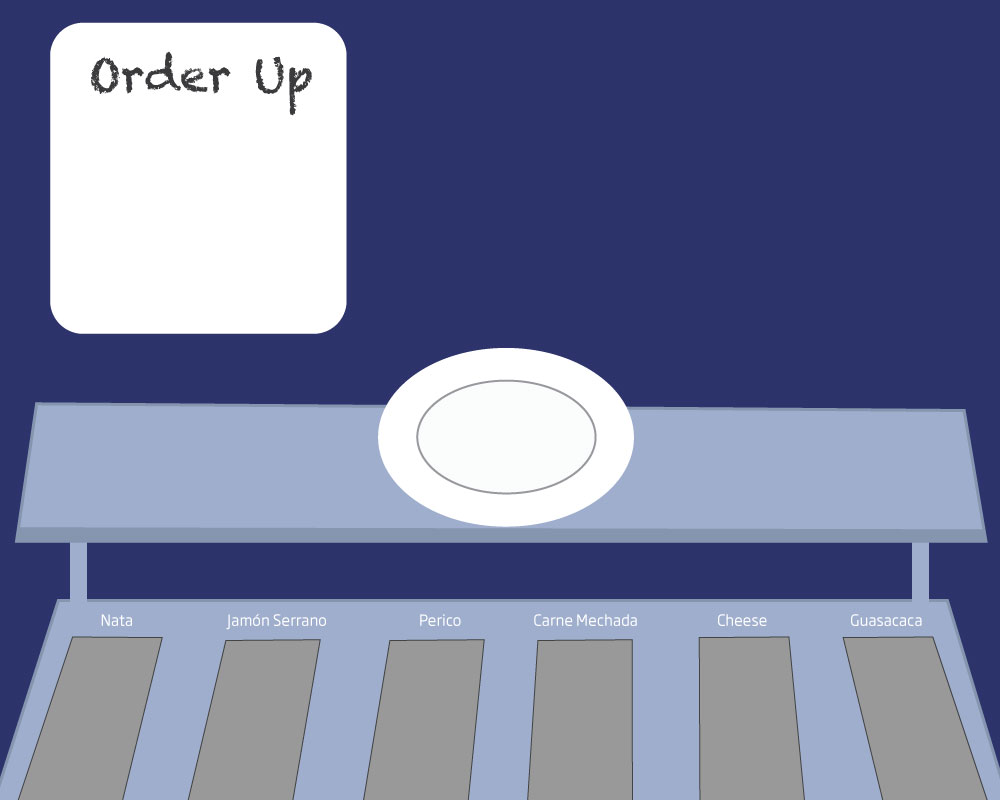 Order Up
Nata
Jamón Serrano
Perico
Carne Mechada
Cheese
Guasacaca